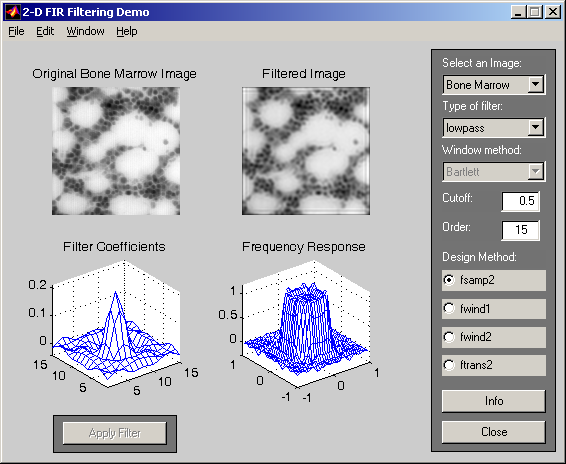 2-D FIR Filtering Demo
File Edit Window Help
Original Bone Marrow Image
Filtered Image
Filter Coefficients
0.2
0.1
0
15
10
5
5
10
15
Frequency Response
1
0.5
0
1
0
-1
-1
0
1
Apply Filter
Select an Image:
Bone Marrow
Type of filter:
lowpass
Window method:
Bartlett
Cutoff: 0.5
Order: 15
Design Method:
fsamp2
fwind1
fwind2
ftrans2
Info
Close